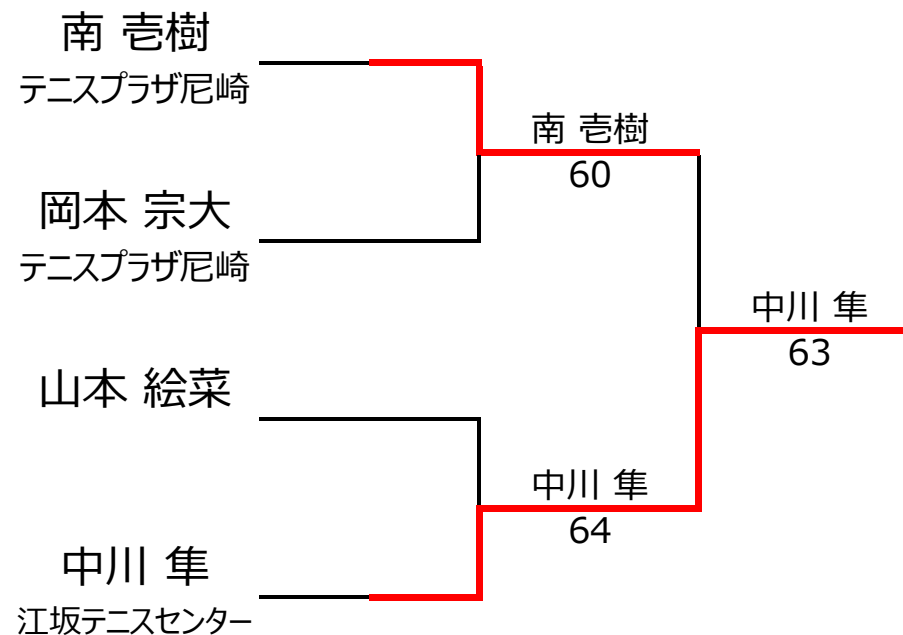 南 壱樹
テニスプラザ尼崎
南 壱樹
60
岡本 宗大
テニスプラザ尼崎
中川 隼
63
山本 絵菜
中川 隼
64
中川 隼
江坂テニスセンター